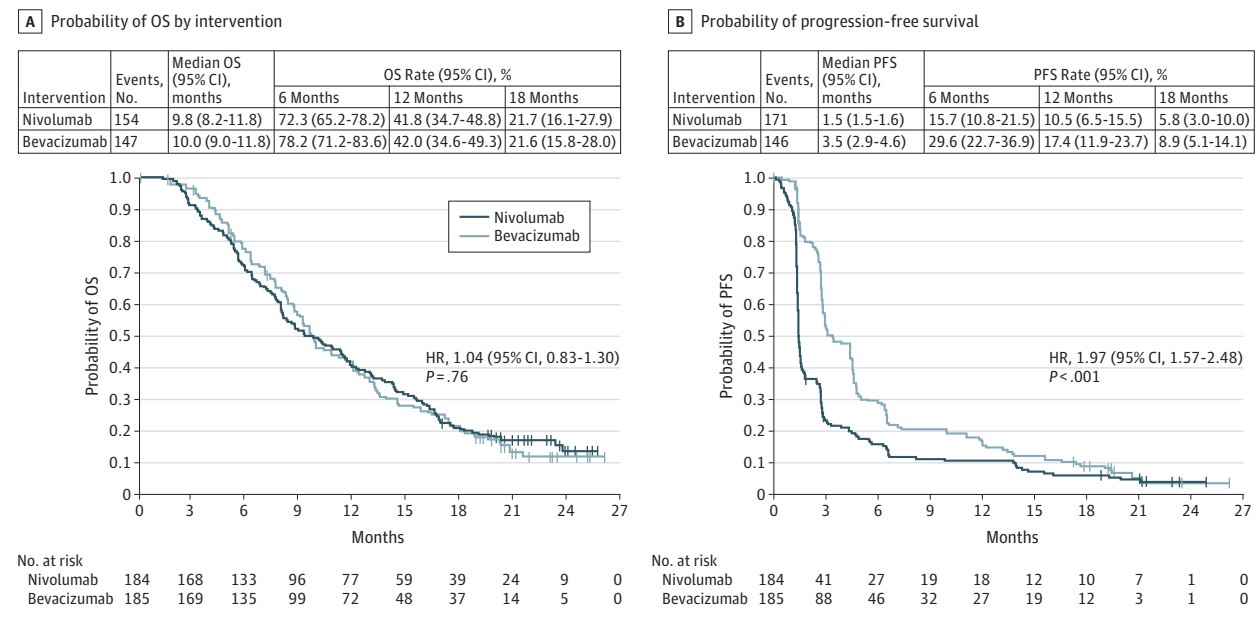 A Probability of OS by intervention
Intervention | Events, No. | Median OS (95% CI), months | OS Rate (95% CI), %
6 Months | 12 Months | 18 Months
Nivolumab | 154 | 9.8 (8.2-11.8) | 72.3 (65.2-78.2) | 41.8 (34.7-48.8) | 21.7 (16.1-27.9)
Bevacizumab | 147 | 10.0 (9.0-11.8) | 78.2 (71.2-83.6) | 42.0 (34.6-49.3) | 21.6 (15.8-28.0)
Probability of OS
1.0
0.9
0.8
0.7
0.6
0.5
0.4
0.3
0.2
0.1
0
Nivolumab
Bevacizumab
HR, 1.04 (95% CI, 0.83-1.30)
P = .76
0 3 6 9 12 15 18 21 24 27
Months
No. at risk
Nivolumab 184 168 133 96 77 59 39 24 9 0
Bevacizumab 185 169 135 99 72 48 37 14 5 0
B Probability of progression-free survival
Intervention | Events, No. | Median PFS (95% CI), months | PFS Rate (95% CI), %
6 Months | 12 Months | 18 Months
Nivolumab | 171 | 1.5 (1.5-1.6) | 15.7 (10.8-21.5) | 10.5 (6.5-15.5) | 5.8 (3.0-10.0)
Bevacizumab | 146 | 3.5 (2.9-4.6) | 29.6 (22.7-36.9) | 17.4 (11.9-23.7) | 8.9 (5.1-14.1)
Probability of PFS
1.0
0.9
0.8
0.7
0.6
0.5
0.4
0.3
0.2
0.1
0
HR, 1.97 (95% CI, 1.57-2.48)
P < .001
0 3 6 9 12 15 18 21 24 27
Months
No. at risk
Nivolumab 184 41 27 19 18 12 10 7 1 0
Bevacizumab 185 88 46 32 27 19 12 3 1 0